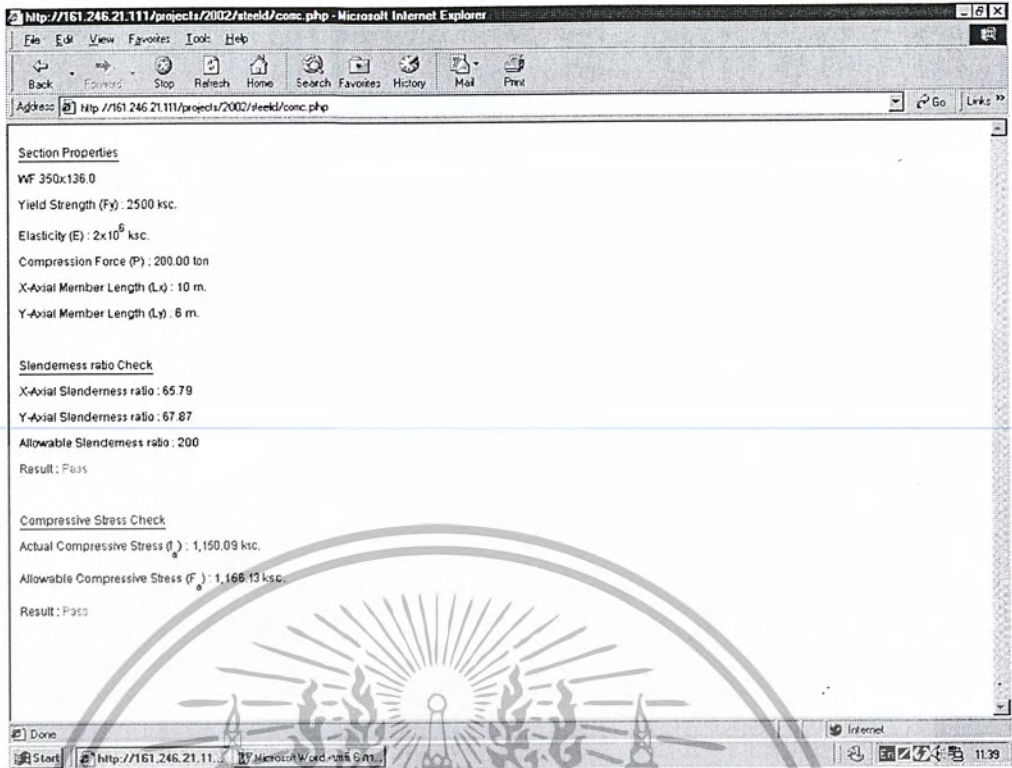 http://161.246.21.111/projects/2002/steeld/comc.php - Microsoft Internet Explorer
File Edit View Favorites Tools Help
Back Forward Stop Refresh Home Search Favorites History Mail Print
Address http://161.246.21.111/projects/2002/steeld/comc.php Go Links »
Section Properties
WF 350x136.0
Yield Strength (Fy) : 2500 ksc.
Elasticity (E) : 2x10⁶ ksc.
Compression Force (P) : 200.00 ton
X-Axial Member Length (Lx) : 10 m.
Y-Axial Member Length (Ly) : 6 m.
Slenderness ratio Check
X-Axial Slenderness ratio : 65.79
Y-Axial Slenderness ratio : 67.87
Allowable Slenderness ratio : 200
Result : Pass
Compressive Stress Check
Actual Compressive Stress (fₐ) : 1,150.09 ksc.
Allowable Compressive Stress (Fₐ) : 1,166.13 ksc.
Result : Pass
Done Internet
Start http://161.246.21.11... Microsoft Word - En 11:39